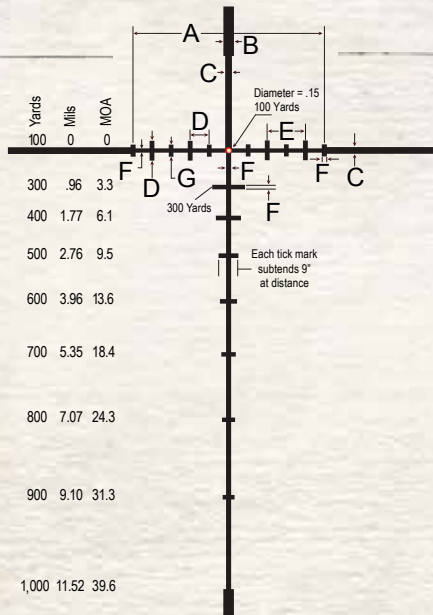 A
B
C
Diameter = .15
100 Yards
Yards Mils MOA
D
E
100 0 0
F
D
G
F
F
C
F
300 .96 3.3
300 Yards
400 1.77 6.1
500 2.76 9.5
Each tick mark
subtends 9"
at distance
600 3.96 13.6
700 5.35 18.4
800 7.07 24.3
900 9.10 31.3
1,000 11.52 39.6